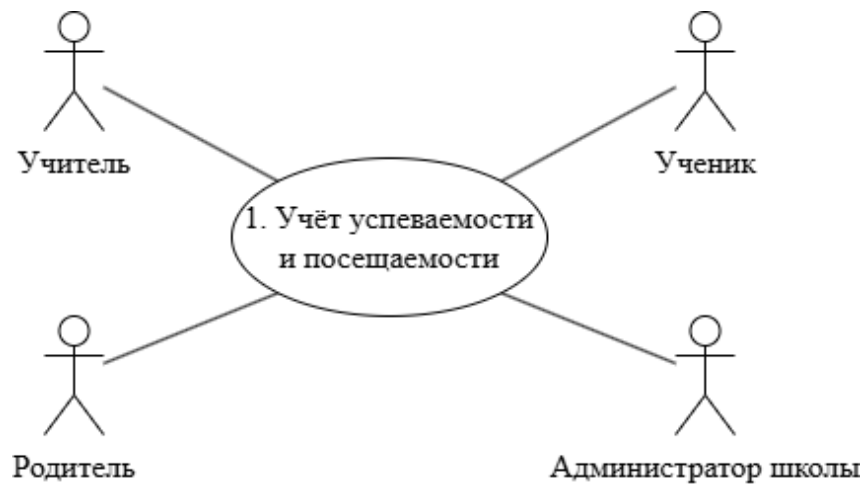 Учитель
Ученик
1. Учёт успеваемости
и посещаемости
Родитель
Администратор школы